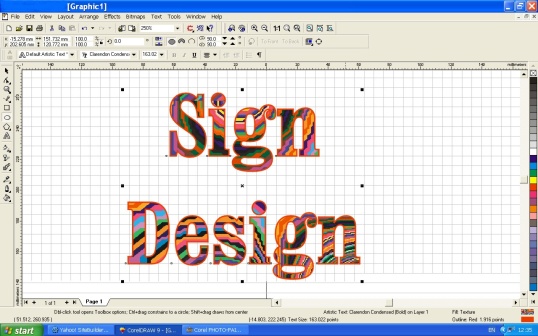 [Graphic1]
File Edit View Layout Arrange Effects Bitmaps Text Tools Window Help
250%
x: -15.278 mm 151.732 mm 100.0
y: 202.605 mm 128.772 mm 100.0
0.0
90.0
90.0
Default Artistic Text Clarendon Condensed 163.02
Sign
Design
1 of 1 Page 1
Ctrl-click tool opens Toolbox options; Ctrl+drag constrains to a circle; Shift+drag draws from center
Artistic Text: Clarendon Condensed (Bold) on Layer 1
Fill: Texture
(14.803, 222.245) Text Size: 163.022 points
Outline: Red 1.916 points
start
Yahoo! SiteBuilder...
CorelDRAW 9 - [G...
Corel PHOTO-PAI...
EN
12:35